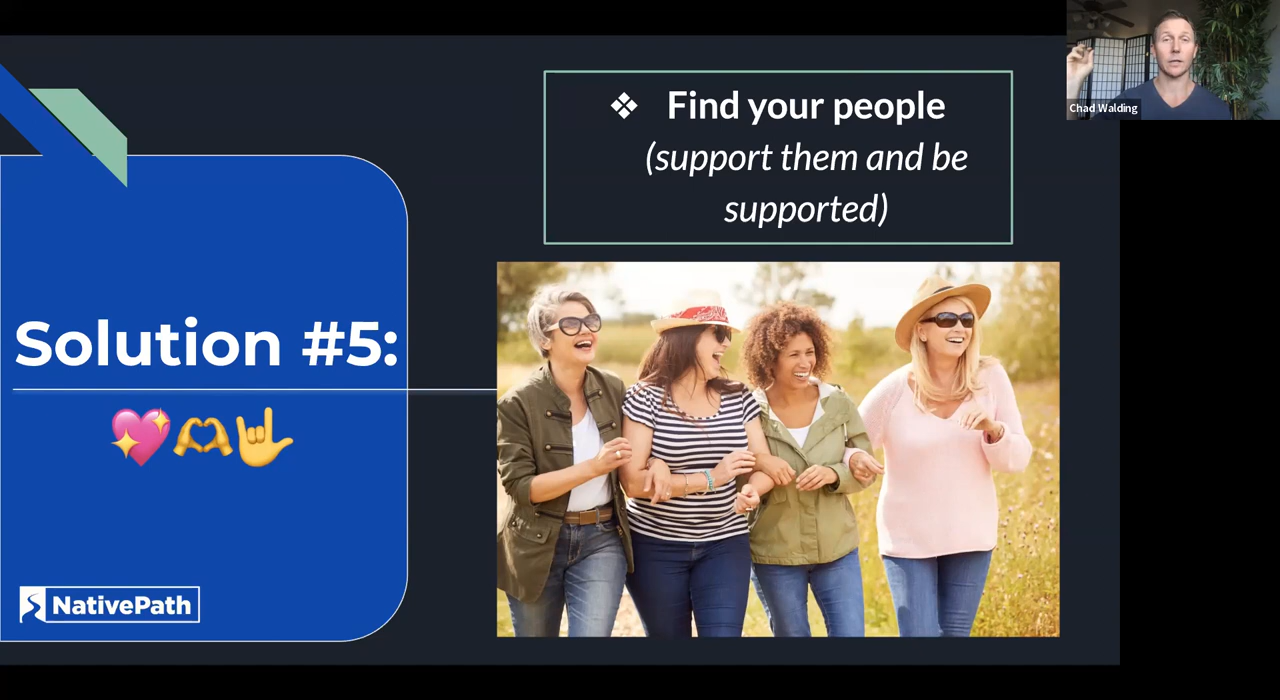 Chad Walding
❖ Find your people
(support them and be
supported)
Solution #5:
💖🫶🤟
NativePath